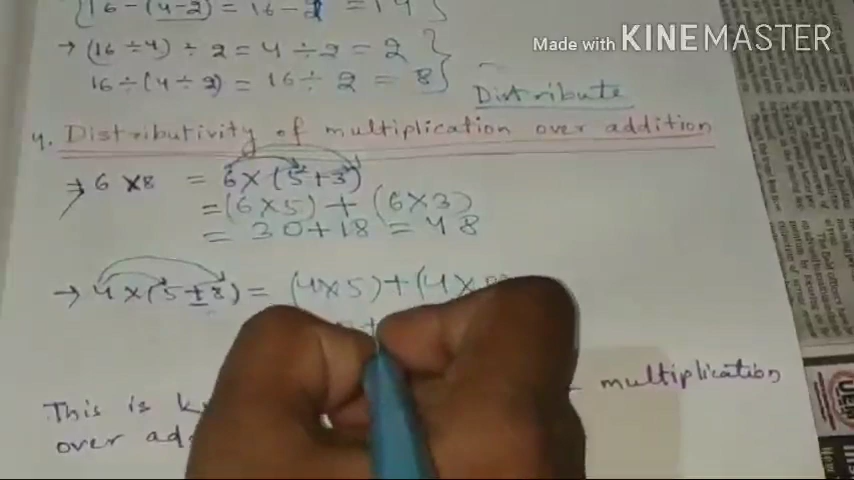 {16-(4-2) = 16-2 = 14}
Made with KINEMASTER
→ (16÷4) ÷ 2 = 4 ÷ 2 = 2 }
16÷(4÷2) = 16÷ 2 = 8 }
Distribute
4. Distributivity of multiplication over addition
→ 6 × 8 = 6 × (5+3)
= (6×5) + (6×3)
= 30+18 = 48
→ 4 × (5+8) = (4×5)+(4×8)
multiplication
This is
over